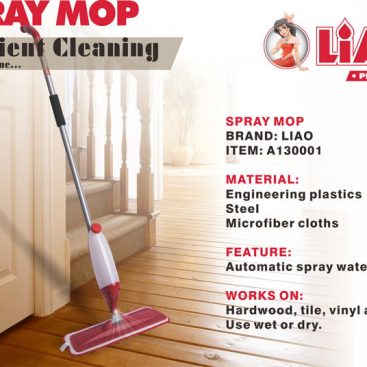 RAY MOP
ient Cleaning
me...
LiA
SPRAY MOP
BRAND: LIAO
ITEM: A130001
MATERIAL:
Engineering plastics
Steel
Microfiber cloths
FEATURE:
Automatic spray wate
WORKS ON:
Hardwood, tile, vinyl a
Use wet or dry.